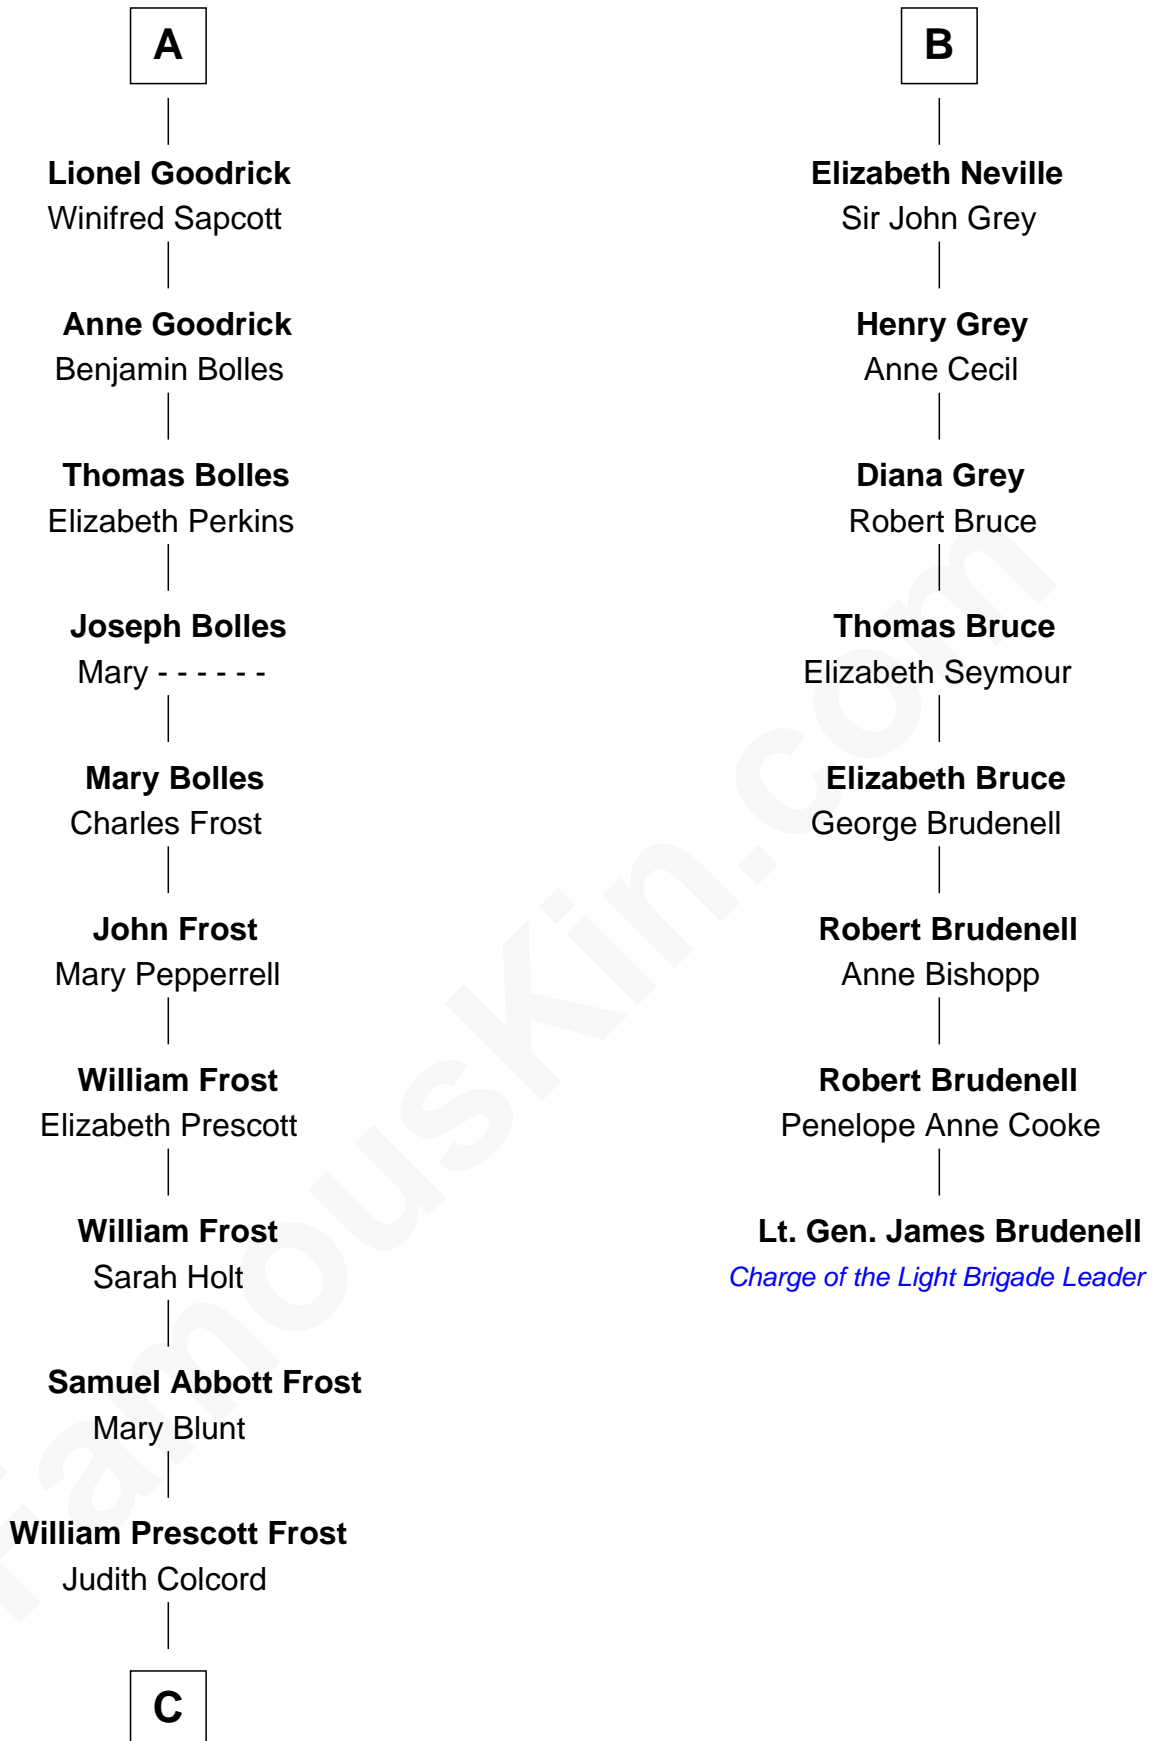 A
Lionel Goodrick
Winifred Sapcott
Anne Goodrick
Benjamin Bolles
Thomas Bolles
Elizabeth Perkins
Joseph Bolles
Mary - - - - - -
Mary Bolles
Charles Frost
John Frost
Mary Pepperrell
William Frost
Elizabeth Prescott
William Frost
Sarah Holt
Samuel Abbott Frost
Mary Blunt
William Prescott Frost
Judith Colcord
C
B
Elizabeth Neville
Sir John Grey
Henry Grey
Anne Cecil
Diana Grey
Robert Bruce
Thomas Bruce
Elizabeth Seymour
Elizabeth Bruce
George Brudenell
Robert Brudenell
Anne Bishopp
Robert Brudenell
Penelope Anne Cooke
Lt. Gen. James Brudenell
Charge of the Light Brigade Leader
FamousKin.com